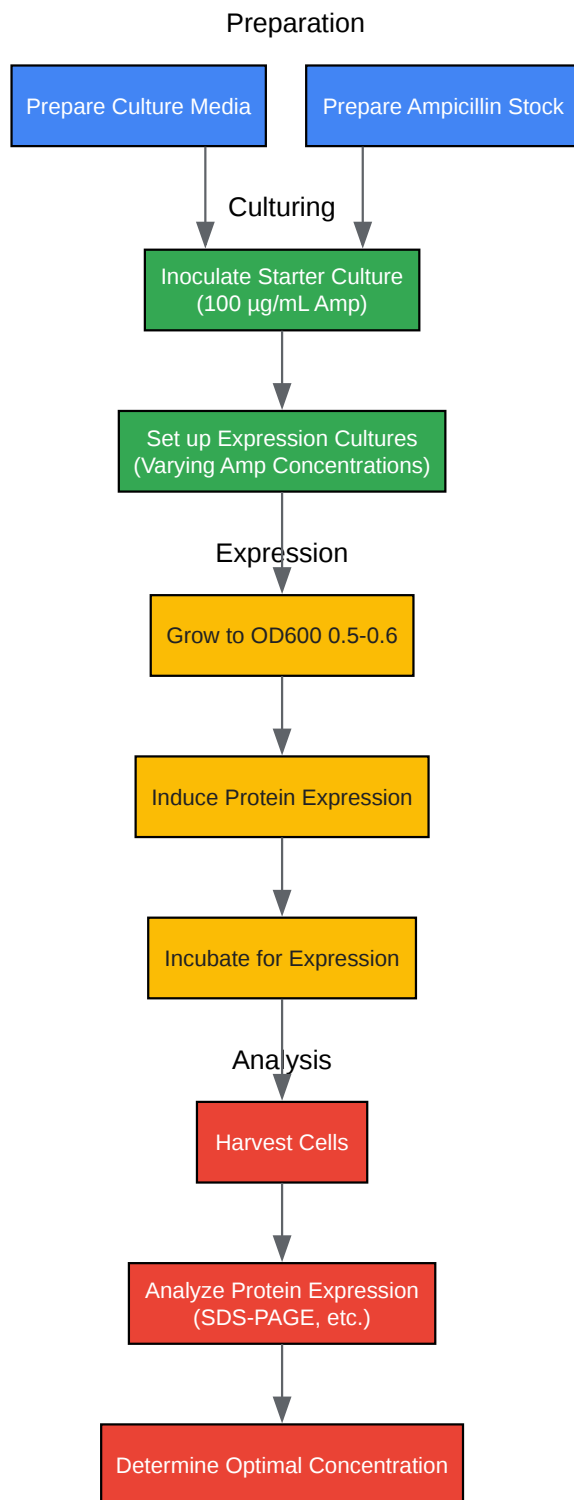 Preparation
Prepare Culture Media
Prepare Ampicillin Stock
Culturing
Inoculate Starter Culture
(100 µg/mL Amp)
Set up Expression Cultures
(Varying Amp Concentrations)
Expression
Grow to OD600 0.5-0.6
Induce Protein Expression
Incubate for Expression
Analysis
Harvest Cells
Analyze Protein Expression
(SDS-PAGE, etc.)
Determine Optimal Concentration